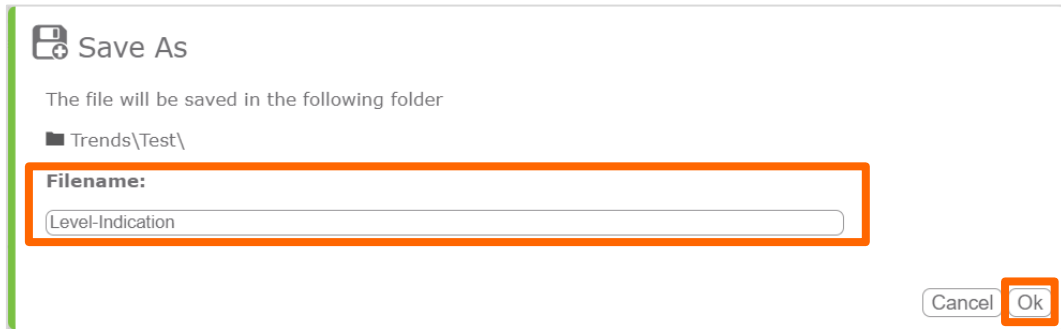 Save As
The file will be saved in the following folder
Trends\Test\
Filename:
Level-Indication
Cancel Ok